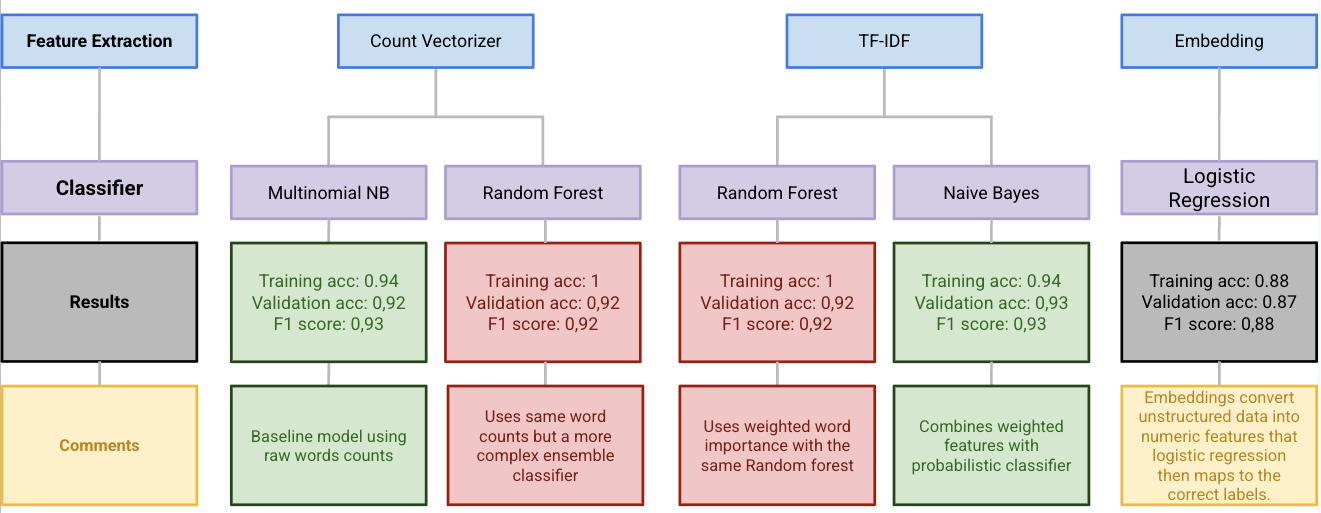 Feature Extraction
Count Vectorizer
TF-IDF
Embedding
Classifier
Multinomial NB
Random Forest
Random Forest
Naive Bayes
Logistic
Regression
Results
Training acc: 0.94
Validation acc: 0,92
F1 score: 0,93
Training acc: 1
Validation acc: 0,92
F1 score: 0,92
Training acc: 1
Validation acc: 0,92
F1 score: 0,92
Training acc: 0.94
Validation acc: 0,93
F1 score: 0,93
Training acc: 0.88
Validation acc: 0.87
F1 score: 0,88
Comments
Baseline model using
raw words counts
Uses same word
counts but a more
complex ensemble
classifier
Uses weighted word
importance with the
same Random forest
Combines weighted
features with
probabilistic classifier
Embeddings convert
unstructured data into
numeric features that
logistic regression
then maps to the
correct labels.